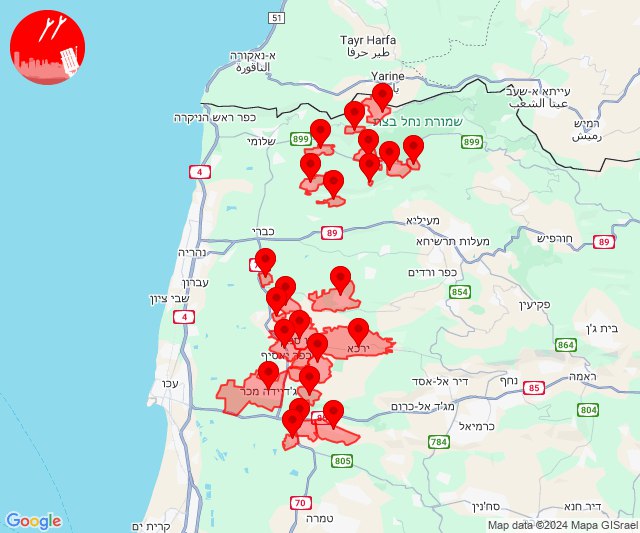 51
Tayr Harfa
طير حرفا
א-נאקורה
الناقورة
Yarine
עייתא א-שעב
عيتا الشعب
רמיש
رميش
כפר ראש הניקרה
שמורת נחל בצת
899
שלומי
899
4
כברי
89
מעיליא
נהריה
מעלות תרשיחא
חורפיש
89
עברון
כפר ורדים
שבי ציון
854
פקיעין
4
בית ג'ן
ירכא
כפר יאסיף
864
עכו
ג'דיידה מכר
דיר אל-אסד
נחף
ראמה
85
מג'ד אל-כרום
804
כרמיאל
784
805
70
סח'נין
דיר חנא
טמרה
קרית ים
Google
Map data ©2024 Mapa GISrael